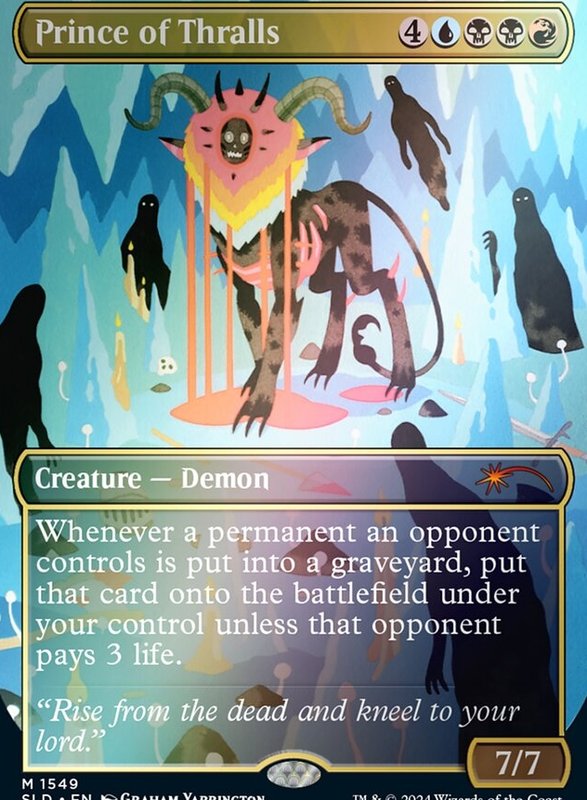 Prince of Thralls 4
Creature — Demon
Whenever a permanent an opponent
controls is put into a graveyard, put
that card onto the battlefield under
your control unless that opponent
pays 3 life.
“Rise from the dead and kneel to your
lord.”
7/7
M 1549
SLD • EN GRAHAM YARRINGTON
™ & © 2024 Wizards of the Coast